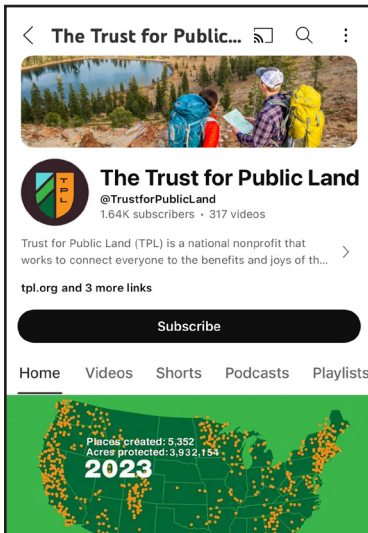 The Trust for Public...
TPL
The Trust for Public Land
@TrustforPublicLand
1.64K subscribers • 317 videos
Trust for Public Land (TPL) is a national nonprofit that
works to connect everyone to the benefits and joys of th...
tpl.org and 3 more links
Subscribe
Home Videos Shorts Podcasts Playlists
Places created: 5,352
Acres protected:3,932,154
2023